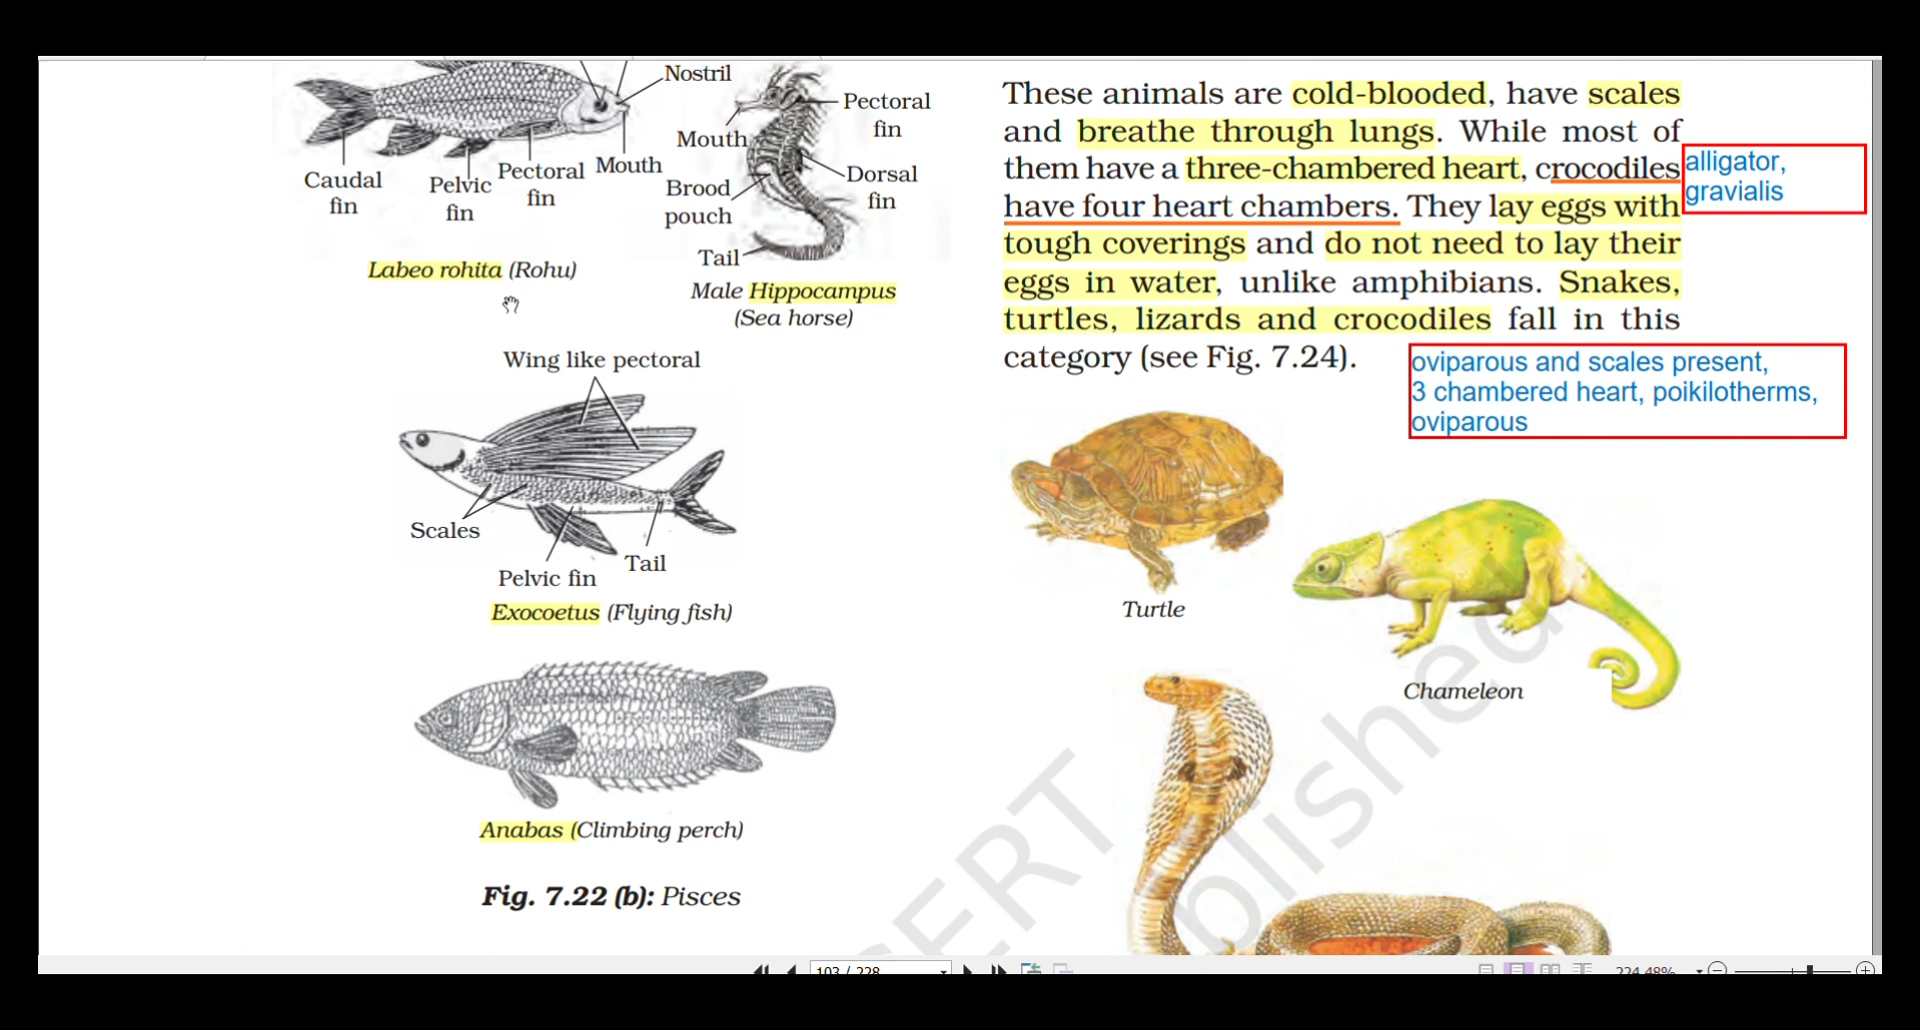 Nostril
Pectoral
fin
Mouth
Dorsal
fin
Brood
pouch
Tail
Caudal
fin
Pelvic
fin
Pectoral
fin
Mouth
Labeo rohita (Rohu)
Male Hippocampus
(Sea horse)
Wing like pectoral
Scales
Tail
Pelvic fin
Exocoetus (Flying fish)
Anabas (Climbing perch)
Fig. 7.22 (b): Pisces
These animals are cold-blooded, have scales
and breathe through lungs. While most of
them have a three-chambered heart, crocodiles
have four heart chambers. They lay eggs with
tough coverings and do not need to lay their
eggs in water, unlike amphibians. Snakes,
turtles, lizards and crocodiles fall in this
category (see Fig. 7.24).
alligator,
gravialis
oviparous and scales present,
3 chambered heart, poikilotherms,
oviparous
Turtle
Chameleon
103 / 228
224.48%